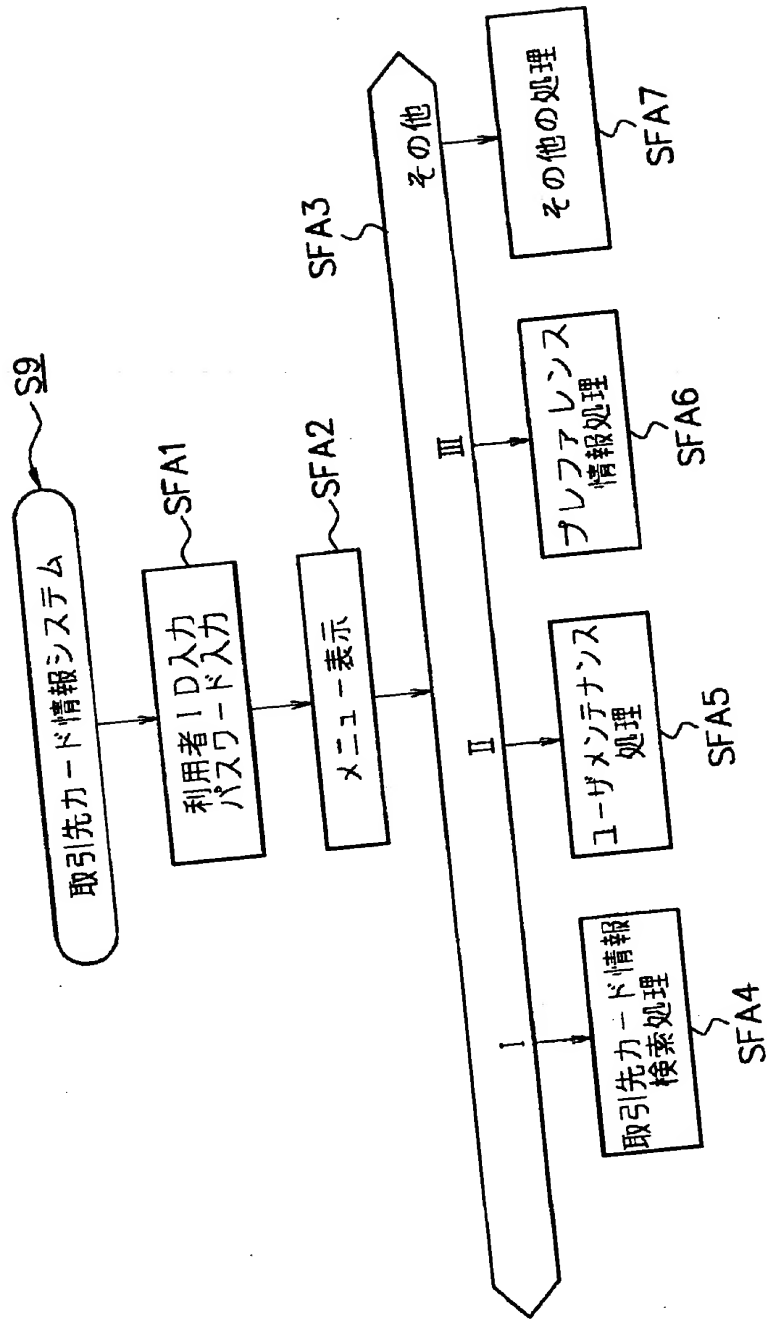 S9
取引先カード情報システム
SFA1
利用者ID入力
パスワード入力
SFA2
メニュー表示
SFA3
I
II
III
その他
取引先カード情報
検索処理
SFA4
ユーザメンテナンス
処理
SFA5
プレファレンス
情報処理
SFA6
その他の処理
SFA7